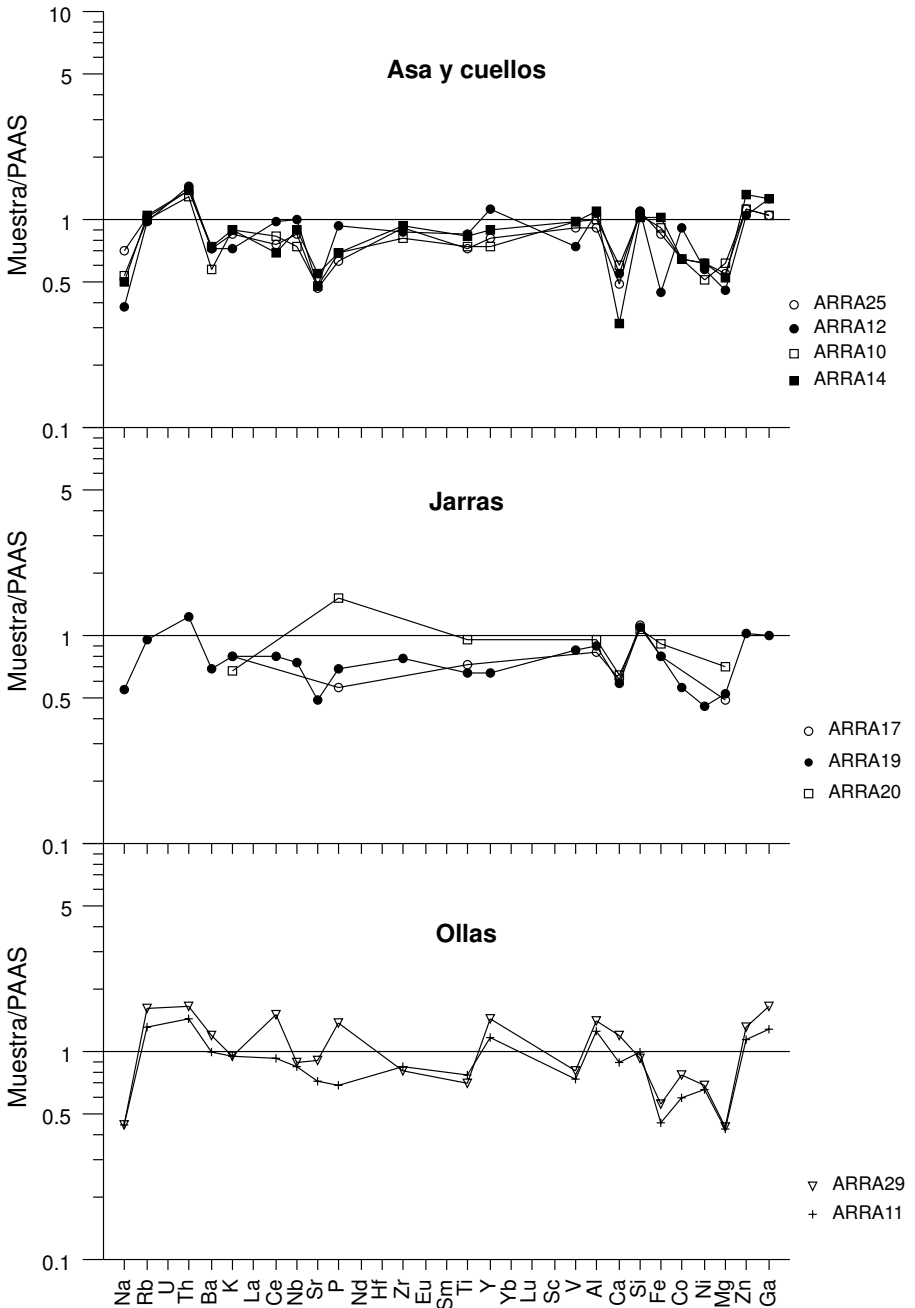 10
Asa y cuellos
5
Muestra/PAAS
1
0.5
ARRA25
ARRA12
ARRA10
ARRA14
0.1
5
Jarras
Muestra/PAAS
1
0.5
ARRA17
ARRA19
ARRA20
0.1
5
Ollas
Muestra/PAAS
1
0.5
ARRA29
ARRA11
0.1
Na Rb U Th Ba K La Ce Nb Sr P Nd Hf Zr Eu Sm Ti Y Yb Lu Sc V Al Ca Si Fe Co Ni Mg Zn Ga